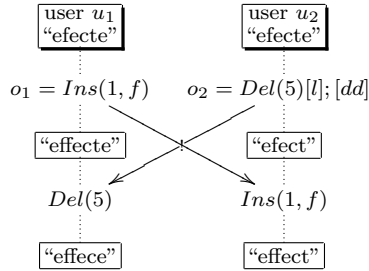 user u₁
“efecte”
user u₂
“efecte”
o₁ = Ins(1, f)
o₂ = Del(5)[l]; [dd]
“effecte”
“efect”
!
Del(5)
Ins(1, f)
“effece”
“effect”